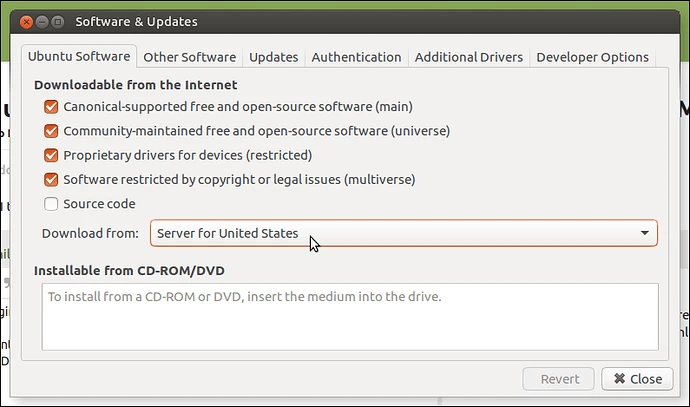 Software & Updates
Ubuntu Software Other Software Updates Authentication Additional Drivers Developer Options
Downloadable from the Internet
Canonical-supported free and open-source software (main)
Community-maintained free and open-source software (universe)
Proprietary drivers for devices (restricted)
Software restricted by copyright or legal issues (multiverse)
Source code
Download from: Server for United States
Installable from CD-ROM/DVD
To install from a CD-ROM or DVD, insert the medium into the drive.
Revert Close